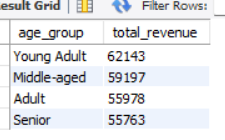 Result Grid Filter Rows:
age_group total_revenue
Young Adult 62143
Middle-aged 59197
Adult 55978
Senior 55763